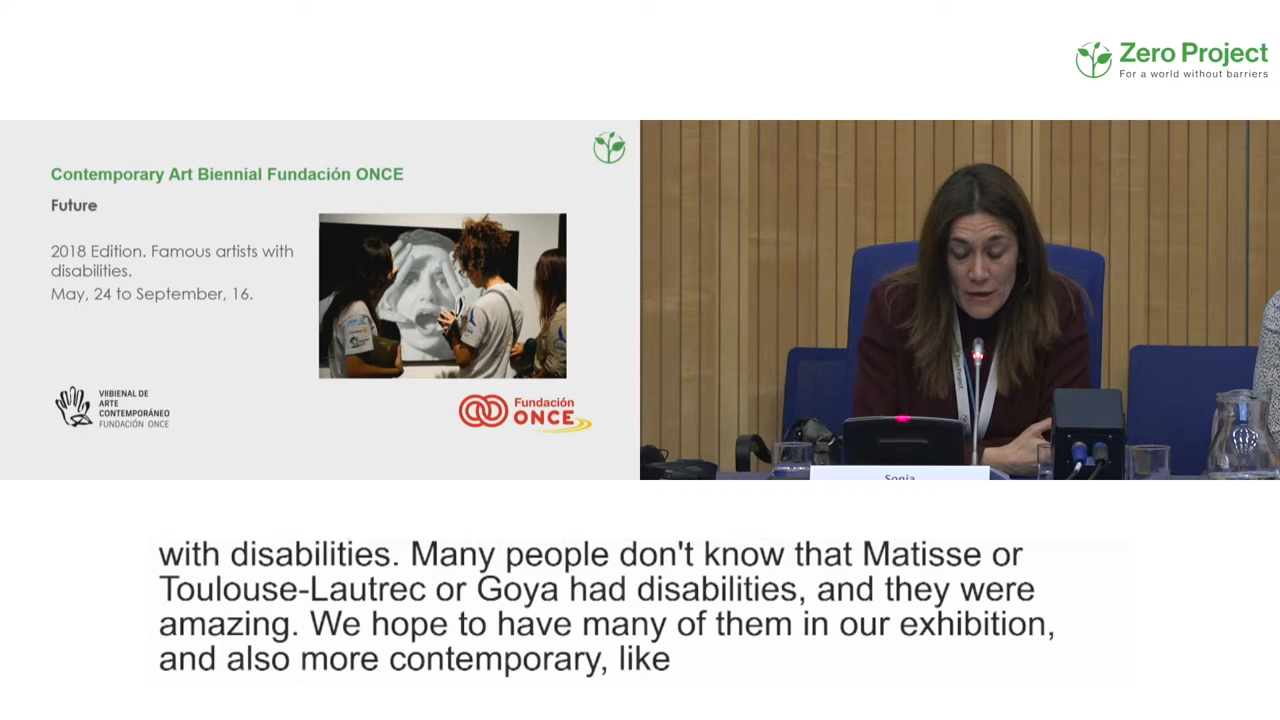 Zero Project
For a world without barriers
Contemporary Art Biennial Fundación ONCE
Future
2018 Edition. Famous artists with
disabilities.
May, 24 to September, 16.
VIIBIENAL DE
ARTE
CONTEMPORÁNEO
FUNDACIÓN ONCE
Fundación
ONCE
Zero Project
Sonia
with disabilities. Many people don't know that Matisse or
Toulouse-Lautrec or Goya had disabilities, and they were
amazing. We hope to have many of them in our exhibition,
and also more contemporary, like